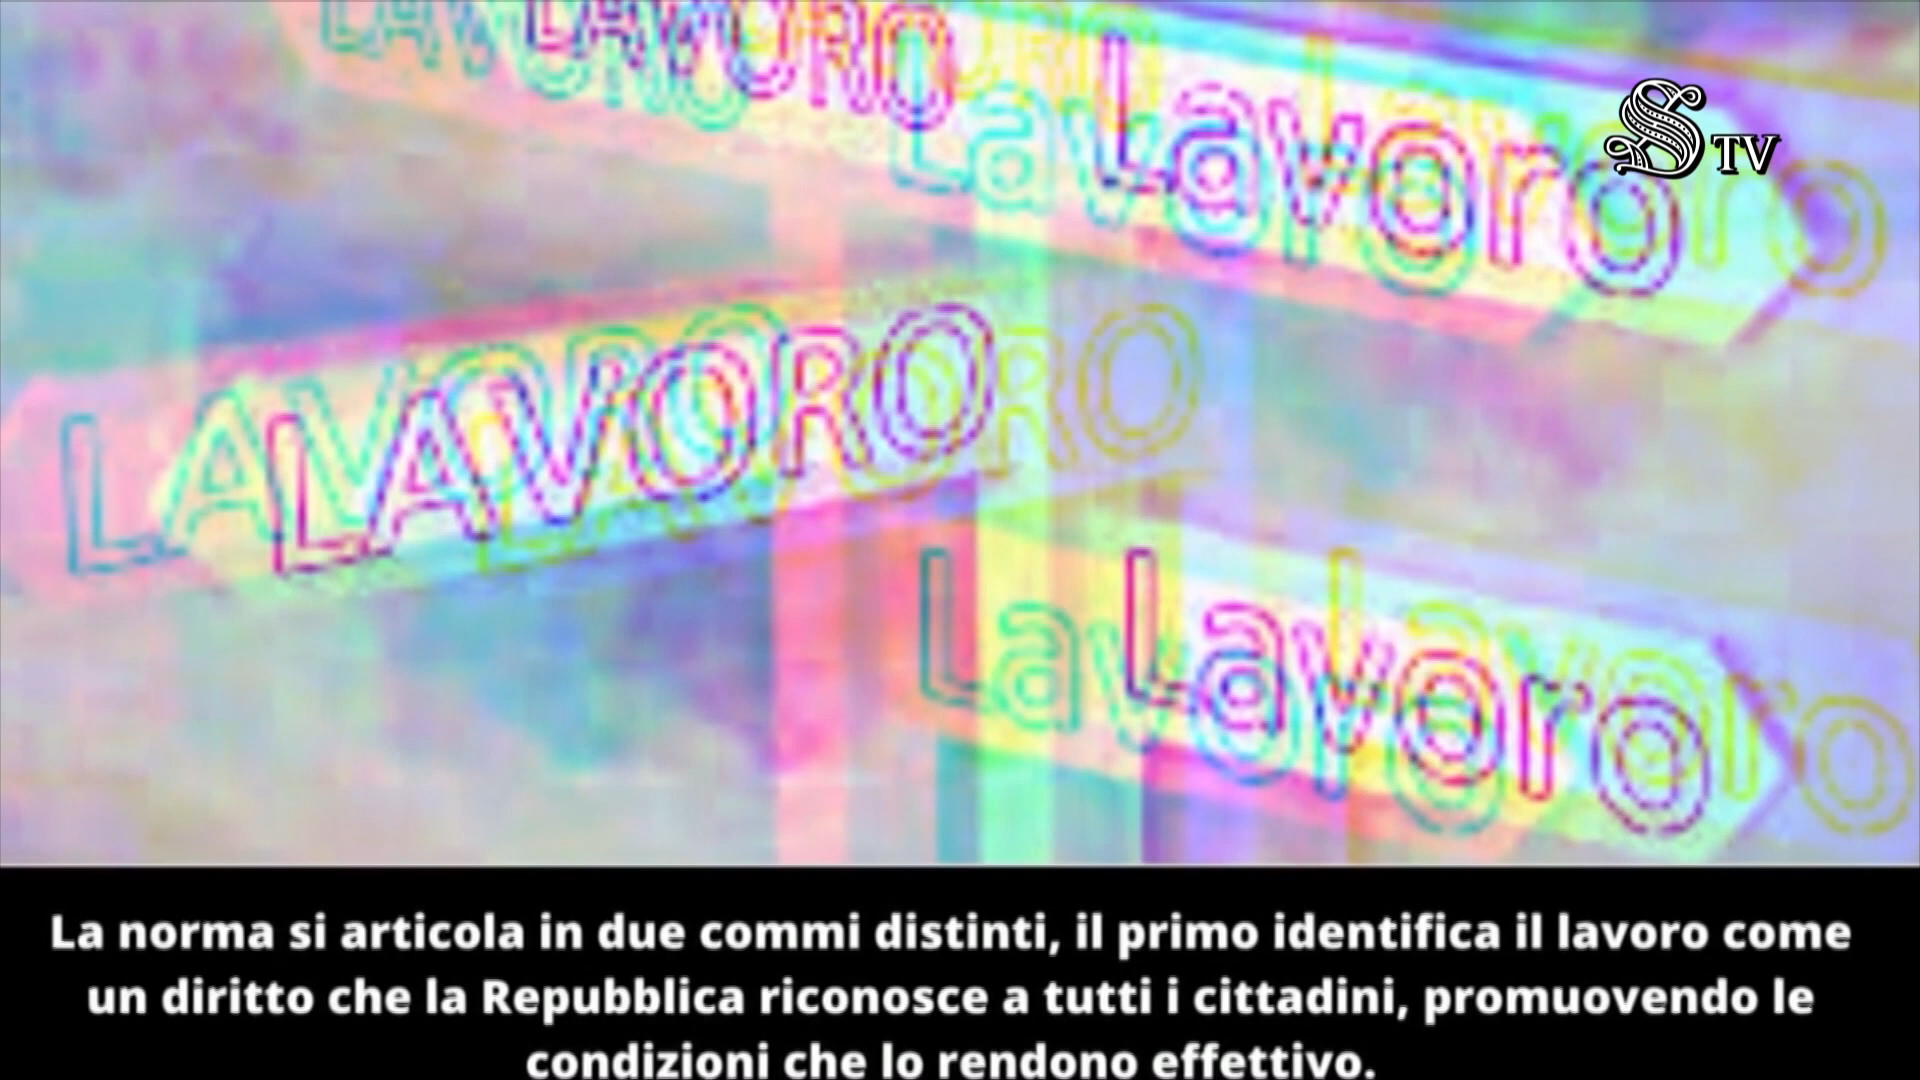 LAVORO
Lavoro
S TV
LAVORO
Lavoro
La norma si articola in due commi distinti, il primo identifica il lavoro come
un diritto che la Repubblica riconosce a tutti i cittadini, promuovendo le
condizioni che lo rendono effettivo.